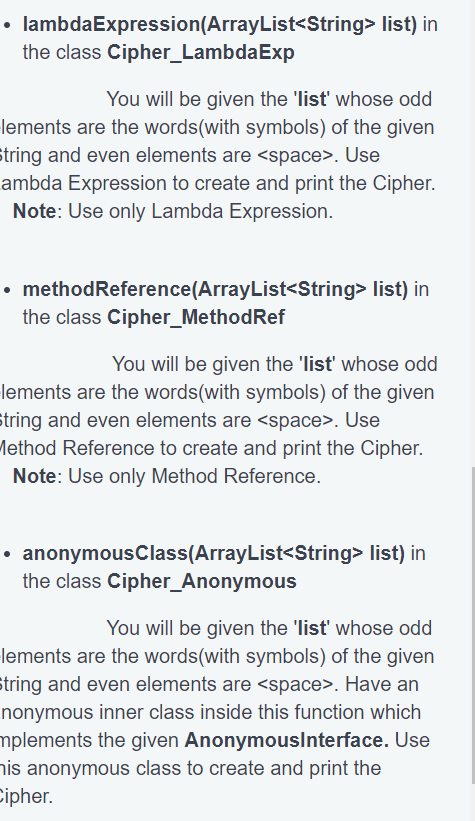 • lambdaExpression(ArrayList<String> list) in
the class Cipher_LambdaExp
You will be given the 'list' whose odd
lements are the words(with symbols) of the given
String and even elements are <space>. Use
ambda Expression to create and print the Cipher.
Note: Use only Lambda Expression.
• methodReference(ArrayList<String> list) in
the class Cipher_MethodRef
You will be given the 'list' whose odd
lements are the words(with symbols) of the given
String and even elements are <space>. Use
Method Reference to create and print the Cipher.
Note: Use only Method Reference.
• anonymousClass(ArrayList<String> list) in
the class Cipher_Anonymous
You will be given the 'list' whose odd
lements are the words(with symbols) of the given
String and even elements are <space>. Have an
nonymous inner class inside this function which
mplements the given AnonymousInterface. Use
his anonymous class to create and print the
Cipher.